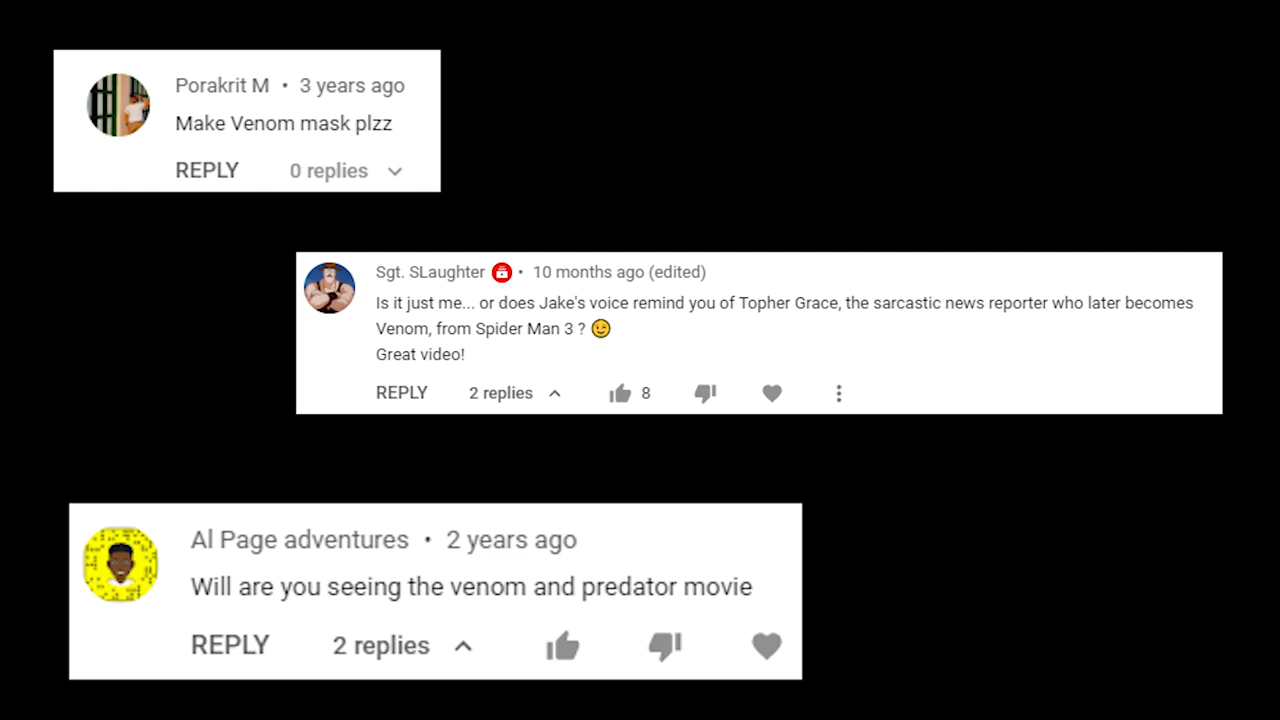 Porakrit M • 3 years ago
Make Venom mask plzz
REPLY 0 replies
Sgt. SLaughter • 10 months ago (edited)
Is it just me... or does Jake's voice remind you of Topher Grace, the sarcastic news reporter who later becomes
Venom, from Spider Man 3 ? 😉
Great video!
REPLY 2 replies 8
Al Page adventures • 2 years ago
Will are you seeing the venom and predator movie
REPLY 2 replies